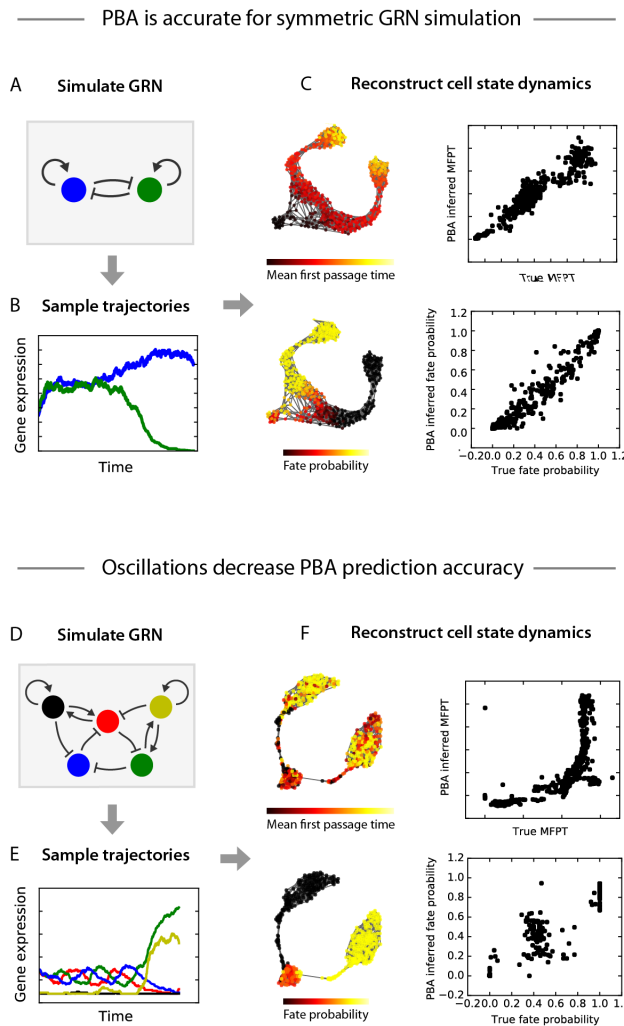 PBA is accurate for symmetric GRN simulation
A Simulate GRN
C Reconstruct cell state dynamics
PBA inferred MFPT
True MFPT
Mean first passage time
B Sample trajectories
Gene expression
Time
Fate probability
PBA inferred fate proability
1.2
1.0
0.8
0.6
0.4
0.2
0.0
−0.20.0 0.2 0.4 0.6 0.8 1.0 1.2
True fate probability
Oscillations decrease PBA prediction accuracy
D Simulate GRN
F Reconstruct cell state dynamics
PBA inferred MFPT
True MFPT
Mean first passage time
E Sample trajectories
Gene expression
Time
Fate probability
PBA inferred fate proability
1.2
1.0
0.8
0.6
0.4
0.2
0.0
−0.2
−0.20.0 0.2 0.4 0.6 0.8 1.0 1.2
True fate probability